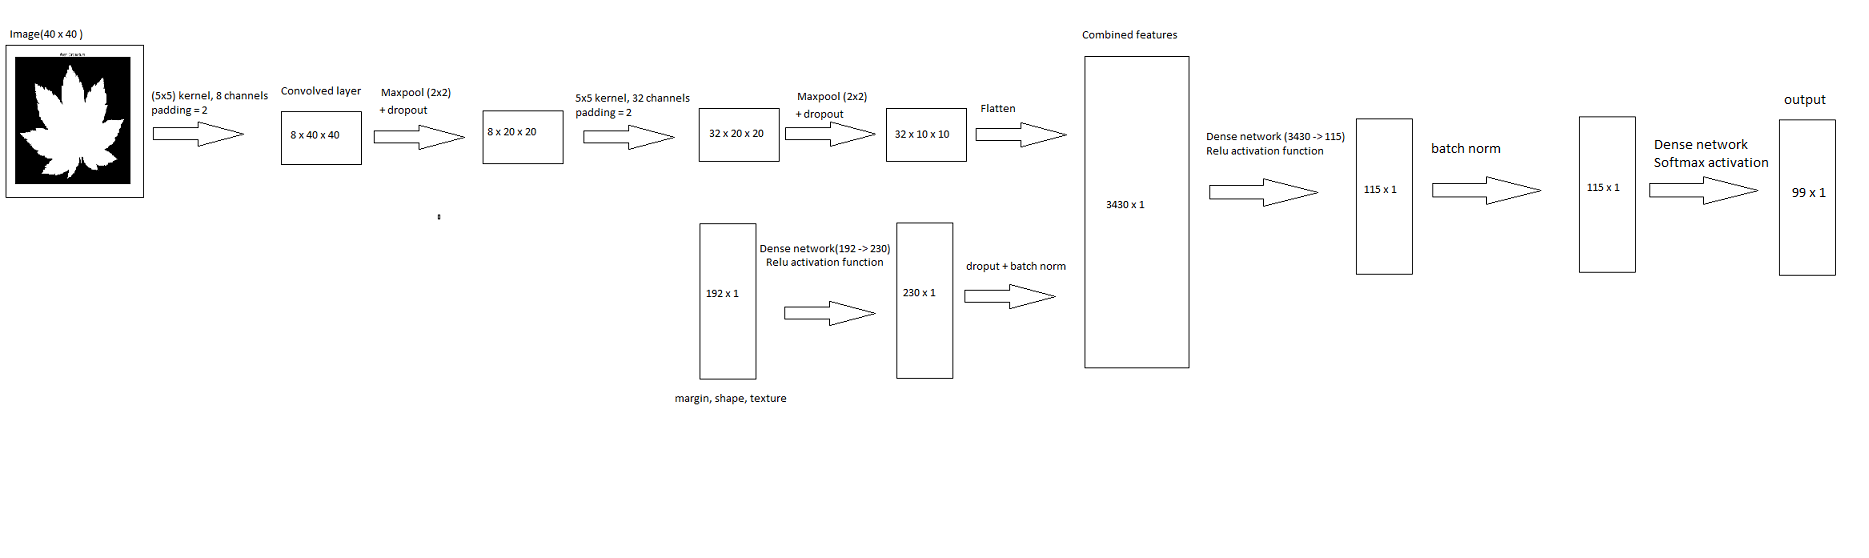 Image(40 x 40 )
(5x5) kernel, 8 channels
padding = 2
Convolved layer
8 x 40 x 40
Maxpool (2x2)
+ dropout
8 x 20 x 20
5x5 kernel, 32 channels
padding = 2
32 x 20 x 20
Maxpool (2x2)
+ dropout
32 x 10 x 10
Flatten
192 x 1
margin, shape, texture
Dense network(192 -> 230)
Relu activation function
230 x 1
droput + batch norm
Combined features
3430 x 1
Dense network (3430 -> 115)
Relu activation function
115 x 1
batch norm
115 x 1
Dense network
Softmax activation
output
99 x 1